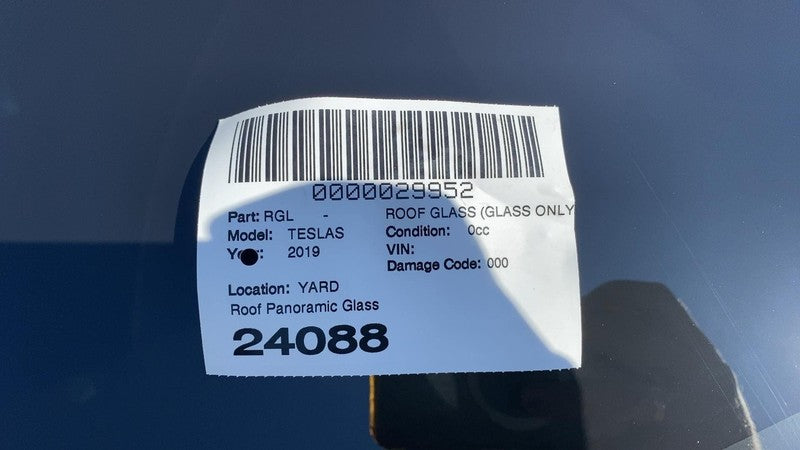 0000029952
Part: RGL - ROOF GLASS (GLASS ONLY
Model: TESLAS Condition: 0cc
2019 VIN:
Damage Code: 000
Location: YARD
Roof Panoramic Glass
24088